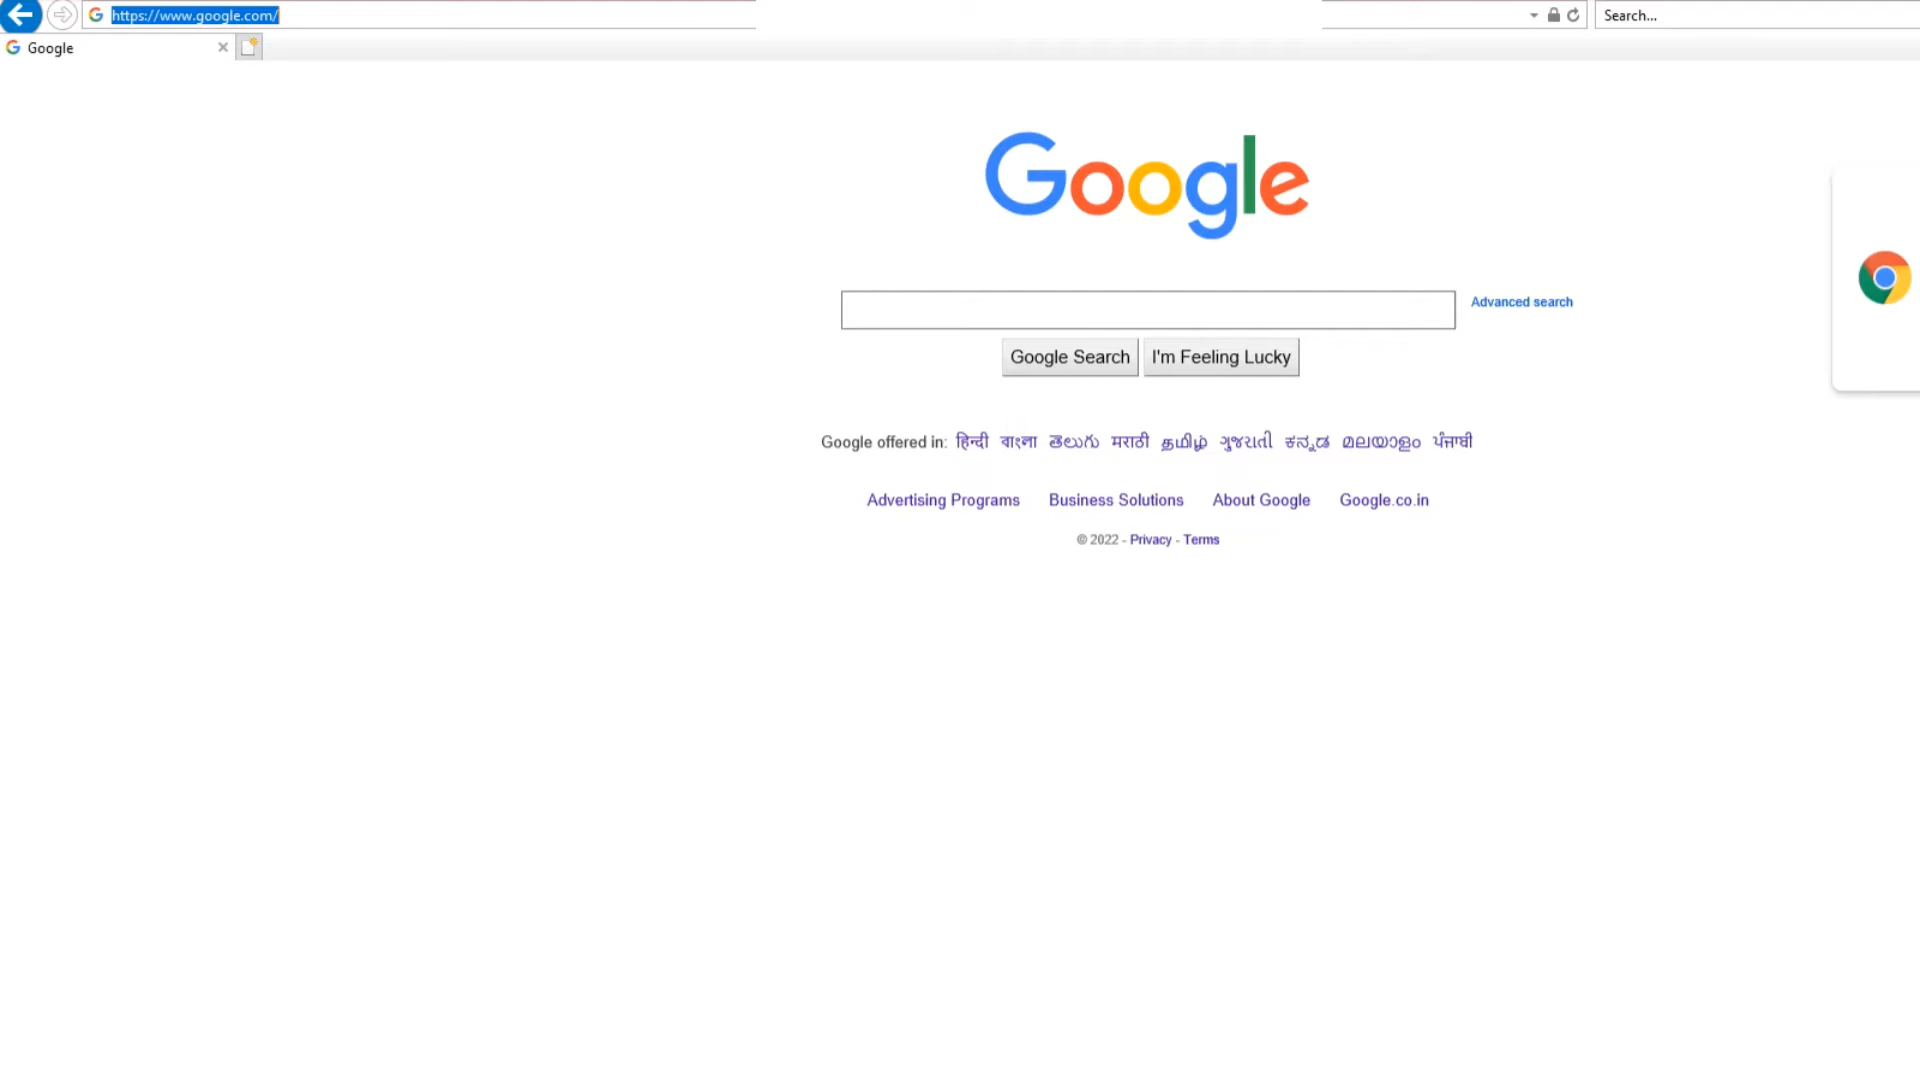 https://www.google.com/
Search...
Google
Google
Advanced search
Google Search I'm Feeling Lucky
Google offered in: हिन्दी বাংলা తెలుగు मराठी தமிழ் ગુજરાતી ಕನ್ನಡ മലയാളം ਪੰਜਾਬੀ
Advertising Programs Business Solutions About Google Google.co.in
© 2022 - Privacy - Terms